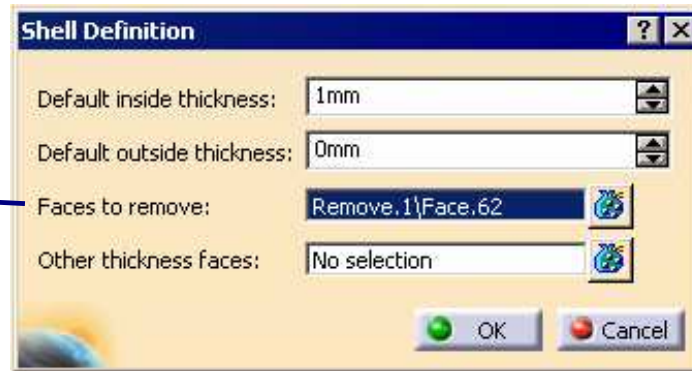 Shell Definition
Default inside thickness: 1mm
Default outside thickness: 0mm
Faces to remove: Remove.1\Face.62
Other thickness faces: No selection
OK Cancel